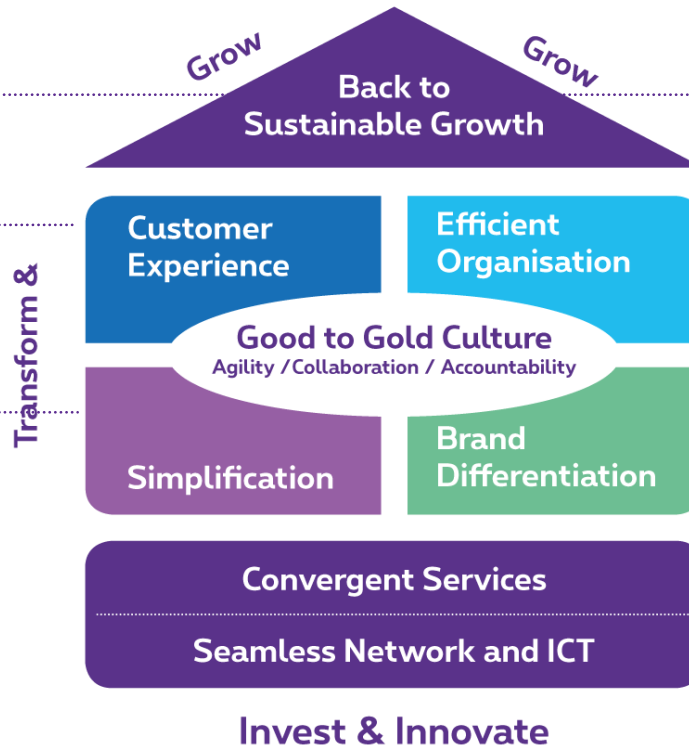 Grow
Grow
Back to
Sustainable Growth
Customer
Experience
Efficient
Organisation
Transform &
Good to Gold Culture
Agility /Collaboration / Accountability
Simplification
Brand
Differentiation
Convergent Services
Seamless Network and ICT
Invest & Innovate